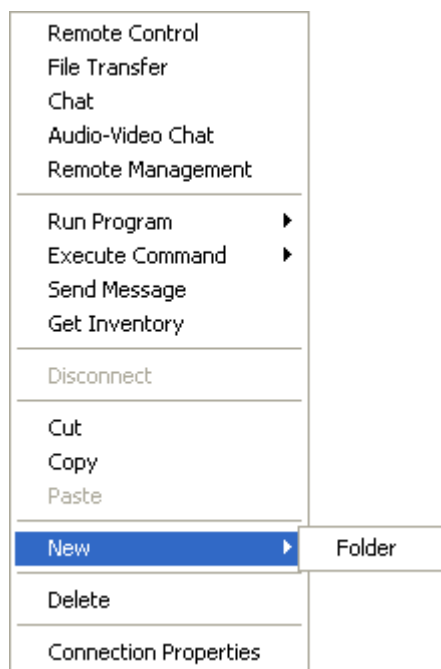 Remote Control
File Transfer
Chat
Audio-Video Chat
Remote Management
Run Program
Execute Command
Send Message
Get Inventory
Disconnect
Cut
Copy
Paste
New
Folder
Delete
Connection Properties